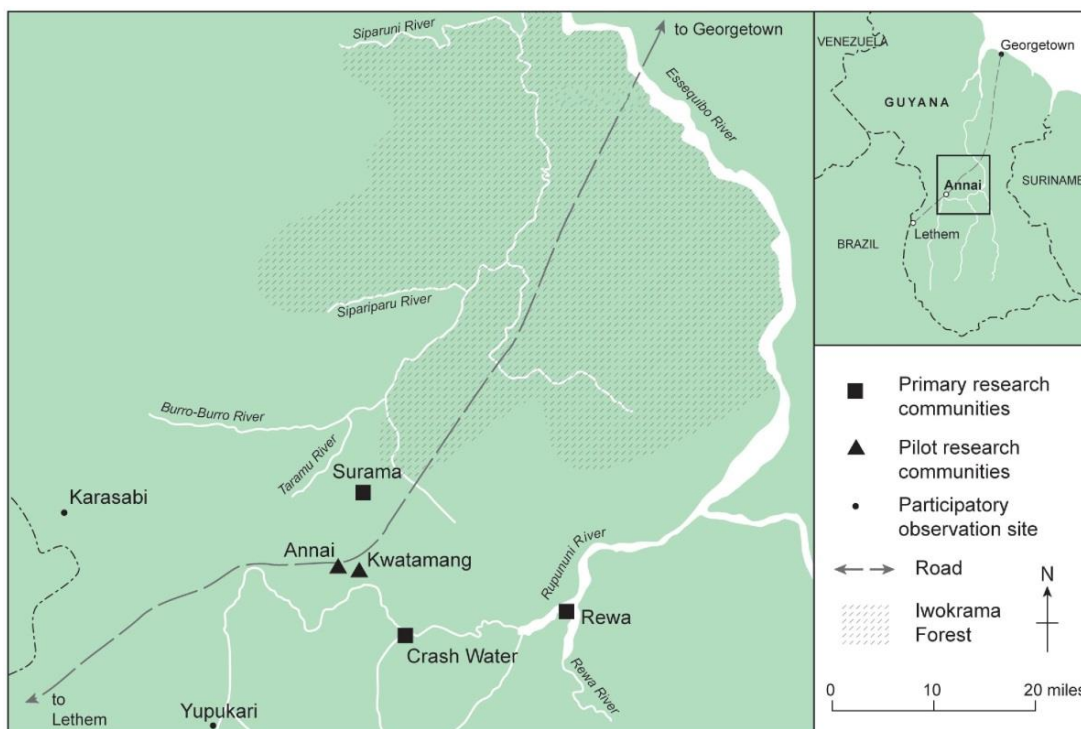 Siparuni River
to Georgetown
Essequibo River
Sipariparu River
Burro-Burro River
Taramu River
Surama
Karasabi
Annai
Kwatamang
Rupununi River
Rewa
Crash Water
Rewa River
to
Lethem
Yupukari
VENEZUELA
Georgetown
GUYANA
Annai
SURINAME
Lethem
BRAZIL
Primary research
communities
Pilot research
communities
Participatory
observation site
Road
N
Iwokrama
Forest
0 10 20 miles